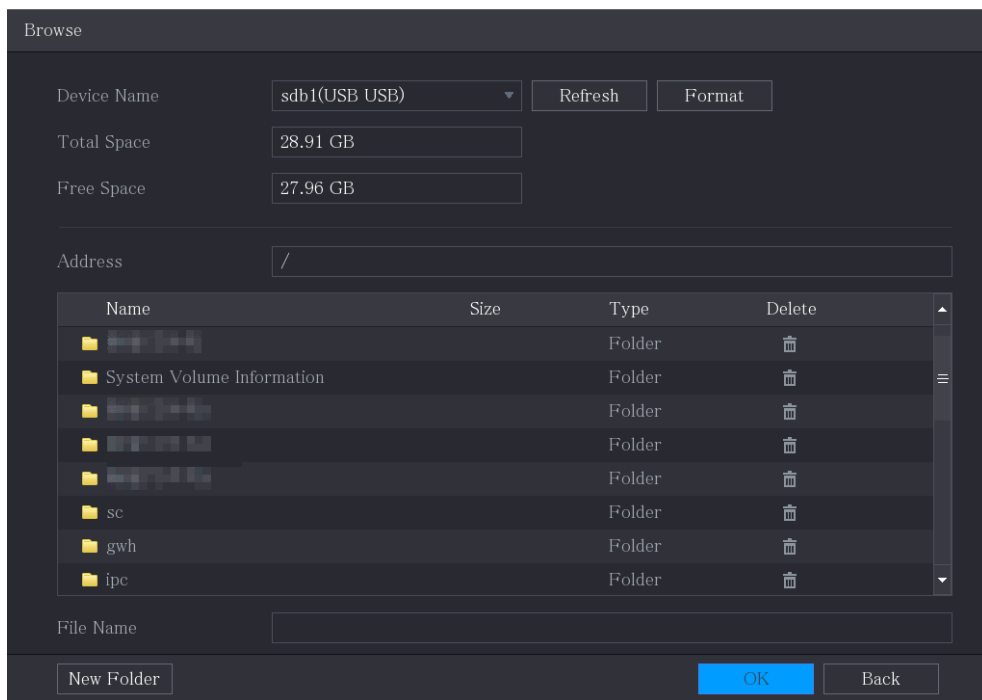 Browse
Device Name sdb1(USB USB) Refresh Format
Total Space 28.91 GB
Free Space 27.96 GB
Address /
Name Size Type Delete
Folder
System Volume Information Folder
Folder
Folder
Folder
sc Folder
gwh Folder
ipc Folder
File Name
New Folder OK Back